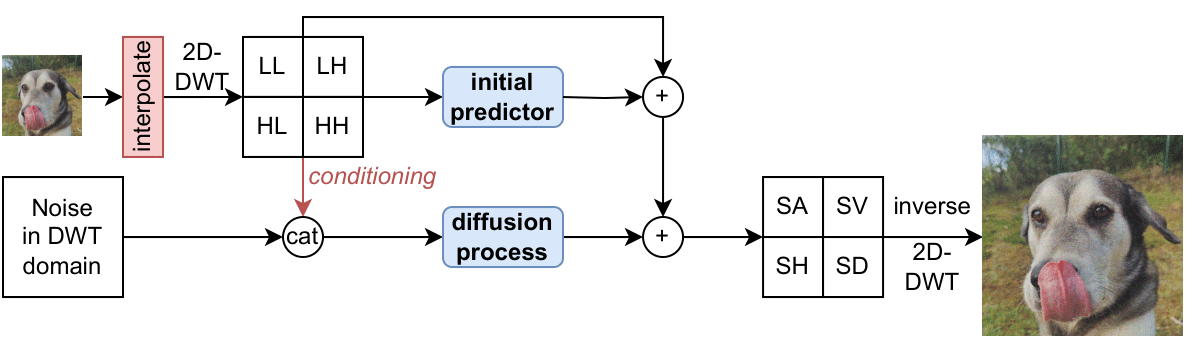 interpolate
2D-
DWT
LL
LH
HL
HH
initial
predictor
+
conditioning
Noise
in DWT
domain
cat
diffusion
process
+
SA
SV
SH
SD
inverse
2D-
DWT